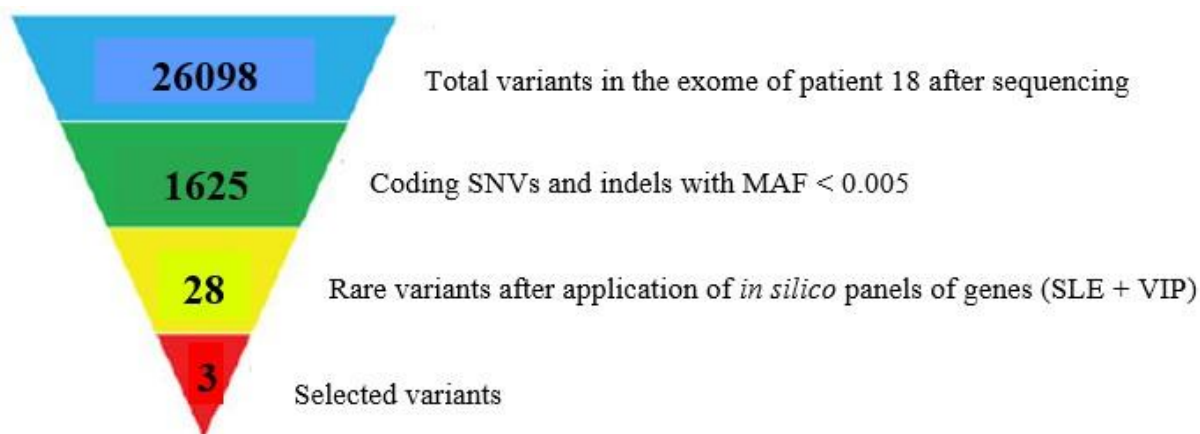 26098 Total variants in the exome of patient 18 after sequencing
1625 Coding SNVs and indels with MAF < 0.005
28 Rare variants after application of in silico panels of genes (SLE + VIP)
3 Selected variants